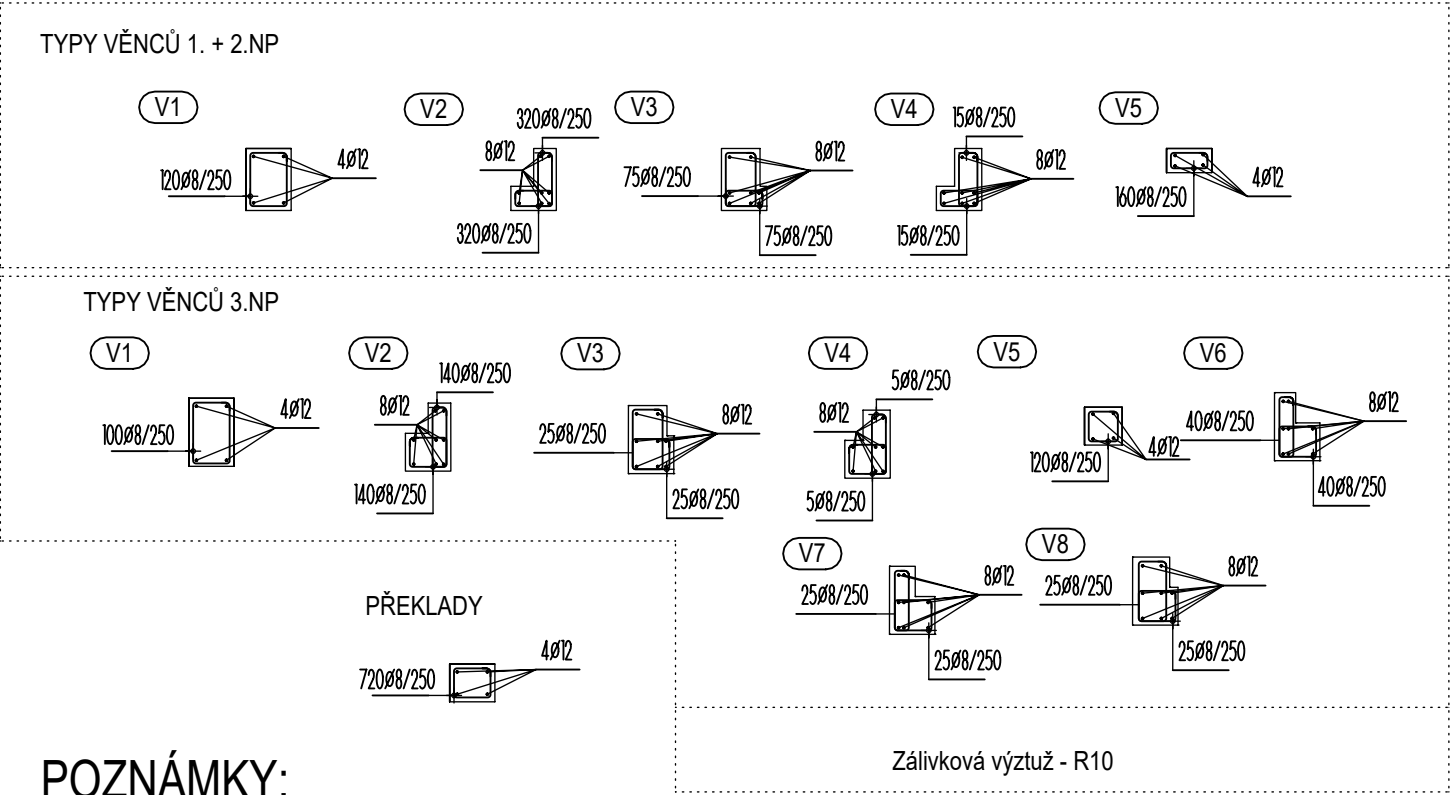 TYPY VĚNCŮ 1. + 2.NP
V1
120Ø8/250
4Ø12
V2
320Ø8/250
8Ø12
320Ø8/250
V3
75Ø8/250
8Ø12
75Ø8/250
V4
15Ø8/250
8Ø12
15Ø8/250
V5
160Ø8/250
4Ø12
TYPY VĚNCŮ 3.NP
V1
100Ø8/250
4Ø12
V2
140Ø8/250
8Ø12
140Ø8/250
V3
25Ø8/250
8Ø12
25Ø8/250
V4
5Ø8/250
8Ø12
5Ø8/250
V5
120Ø8/250
4Ø12
V6
40Ø8/250
8Ø12
40Ø8/250
V7
25Ø8/250
8Ø12
25Ø8/250
V8
25Ø8/250
8Ø12
25Ø8/250
PŘEKLADY
720Ø8/250
4Ø12
Zálivková výztuž - R10
POZNÁMKY: